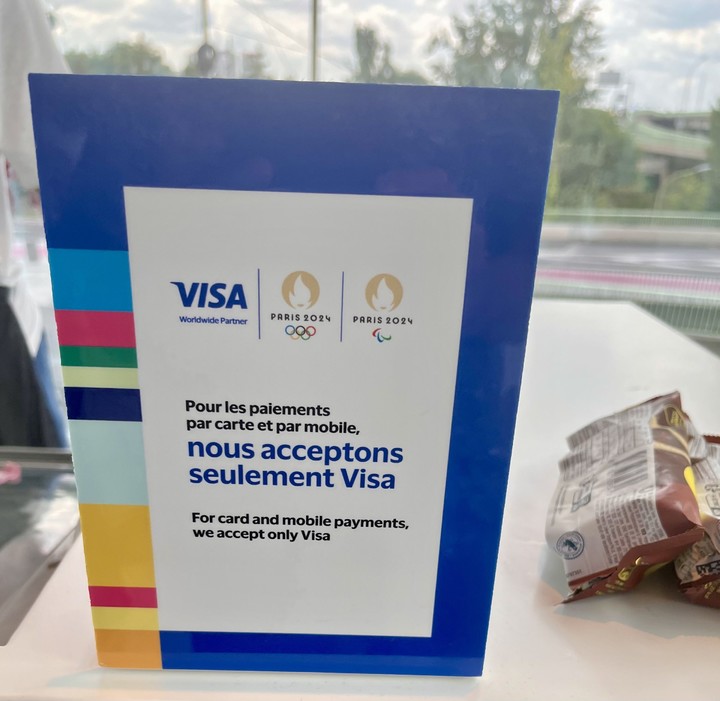 VISA
Worldwide Partner
PARIS 2024
PARIS 2024
Pour les paiements
par carte et par mobile,
nous acceptons
seulement Visa
For card and mobile payments,
we accept only Visa